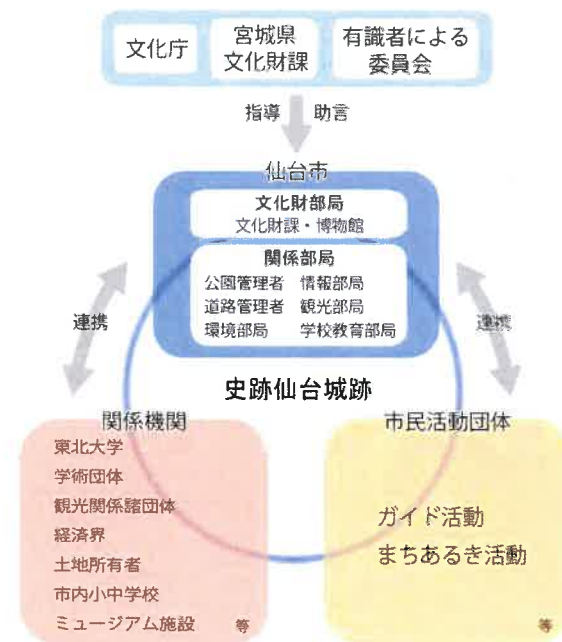 文化庁
宮城県
文化財課
有識者による
委員会
指導 助言
仙台市
文化財部局
文化財課・博物館
関係部局
公園管理者 情報部局
道路管理者 観光部局
環境部局 学校教育部局
連携
連携
史跡仙台城跡
関係機関
東北大学
学術団体
観光関係諸団体
経済界
土地所有者
市内小中学校
ミュージアム施設 等
市民活動団体
ガイド活動
まちあるき活動
等